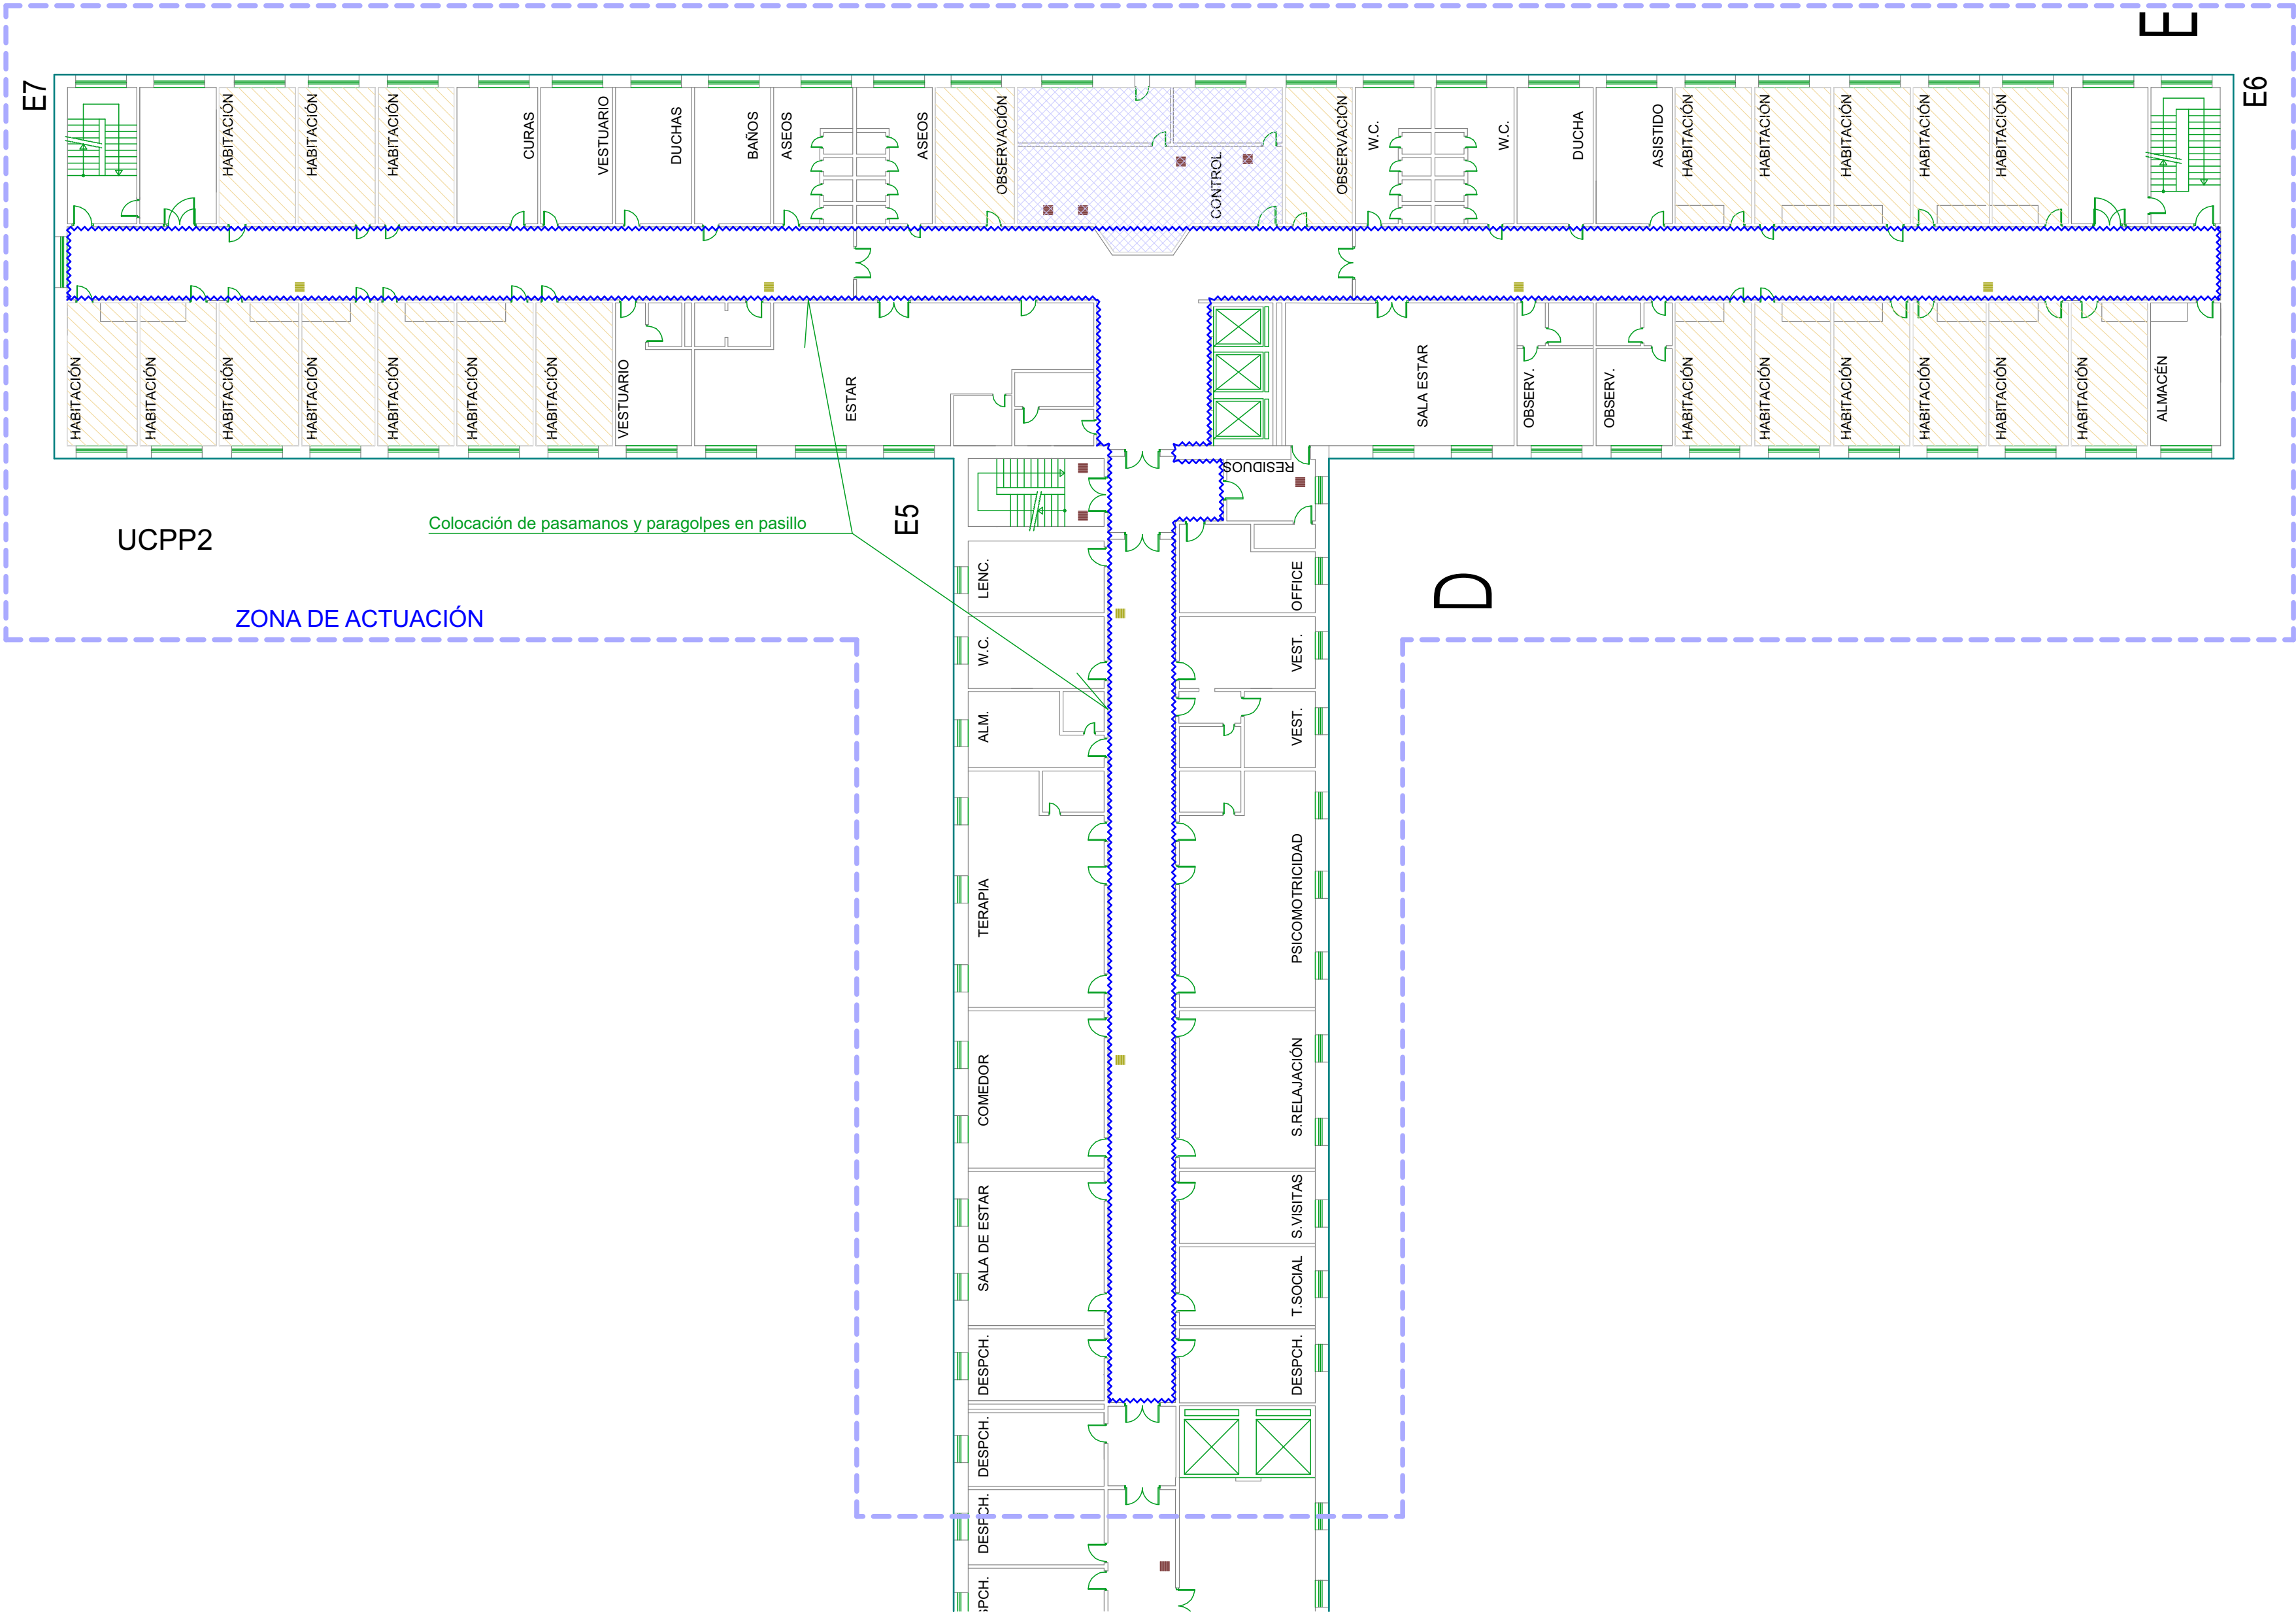 E
E7
HABITACIÓN
HABITACIÓN
HABITACIÓN
CURAS
VESTUARIO
DUCHAS
BAÑOS
ASEOS
ASEOS
OBSERVACIÓN
CONTROL
OBSERVACIÓN
W.C.
W.C.
DUCHA
ASISTIDO
HABITACIÓN
HABITACIÓN
HABITACIÓN
HABITACIÓN
HABITACIÓN
E6
HABITACIÓN
HABITACIÓN
HABITACIÓN
HABITACIÓN
HABITACIÓN
HABITACIÓN
HABITACIÓN
VESTUARIO
ESTAR
SALA ESTAR
OBSERV.
OBSERV.
HABITACIÓN
HABITACIÓN
HABITACIÓN
HABITACIÓN
HABITACIÓN
HABITACIÓN
ALMACÉN
RESIDUOS
Colocación de pasamanos y paragolpes en pasillo
E5
UCPP2
ZONA DE ACTUACIÓN
D
LENC.
OFFICE
W.C.
VEST.
ALM.
VEST.
TERAPIA
PSICOMOTRICIDAD
COMEDOR
S.RELAJACIÓN
SALA DE ESTAR
S.VISITAS
T.SOCIAL
DESPCH.
DESPCH.
DESPCH.
DESPCH.
SPCH.